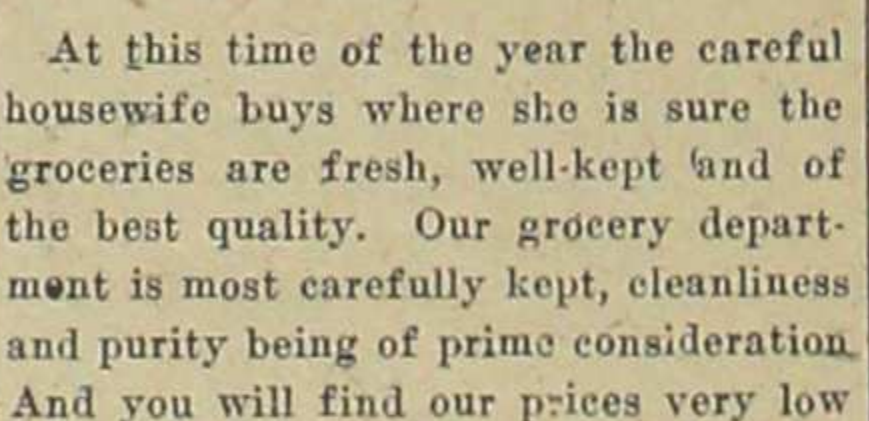 At this time of the year the careful
housewife buys where she is sure the
groceries are fresh, well-kept and of
the best quality. Our grocery depart-
ment is most carefully kept, cleanliness
and purity being of prime consideration.
And you will find our prices very low